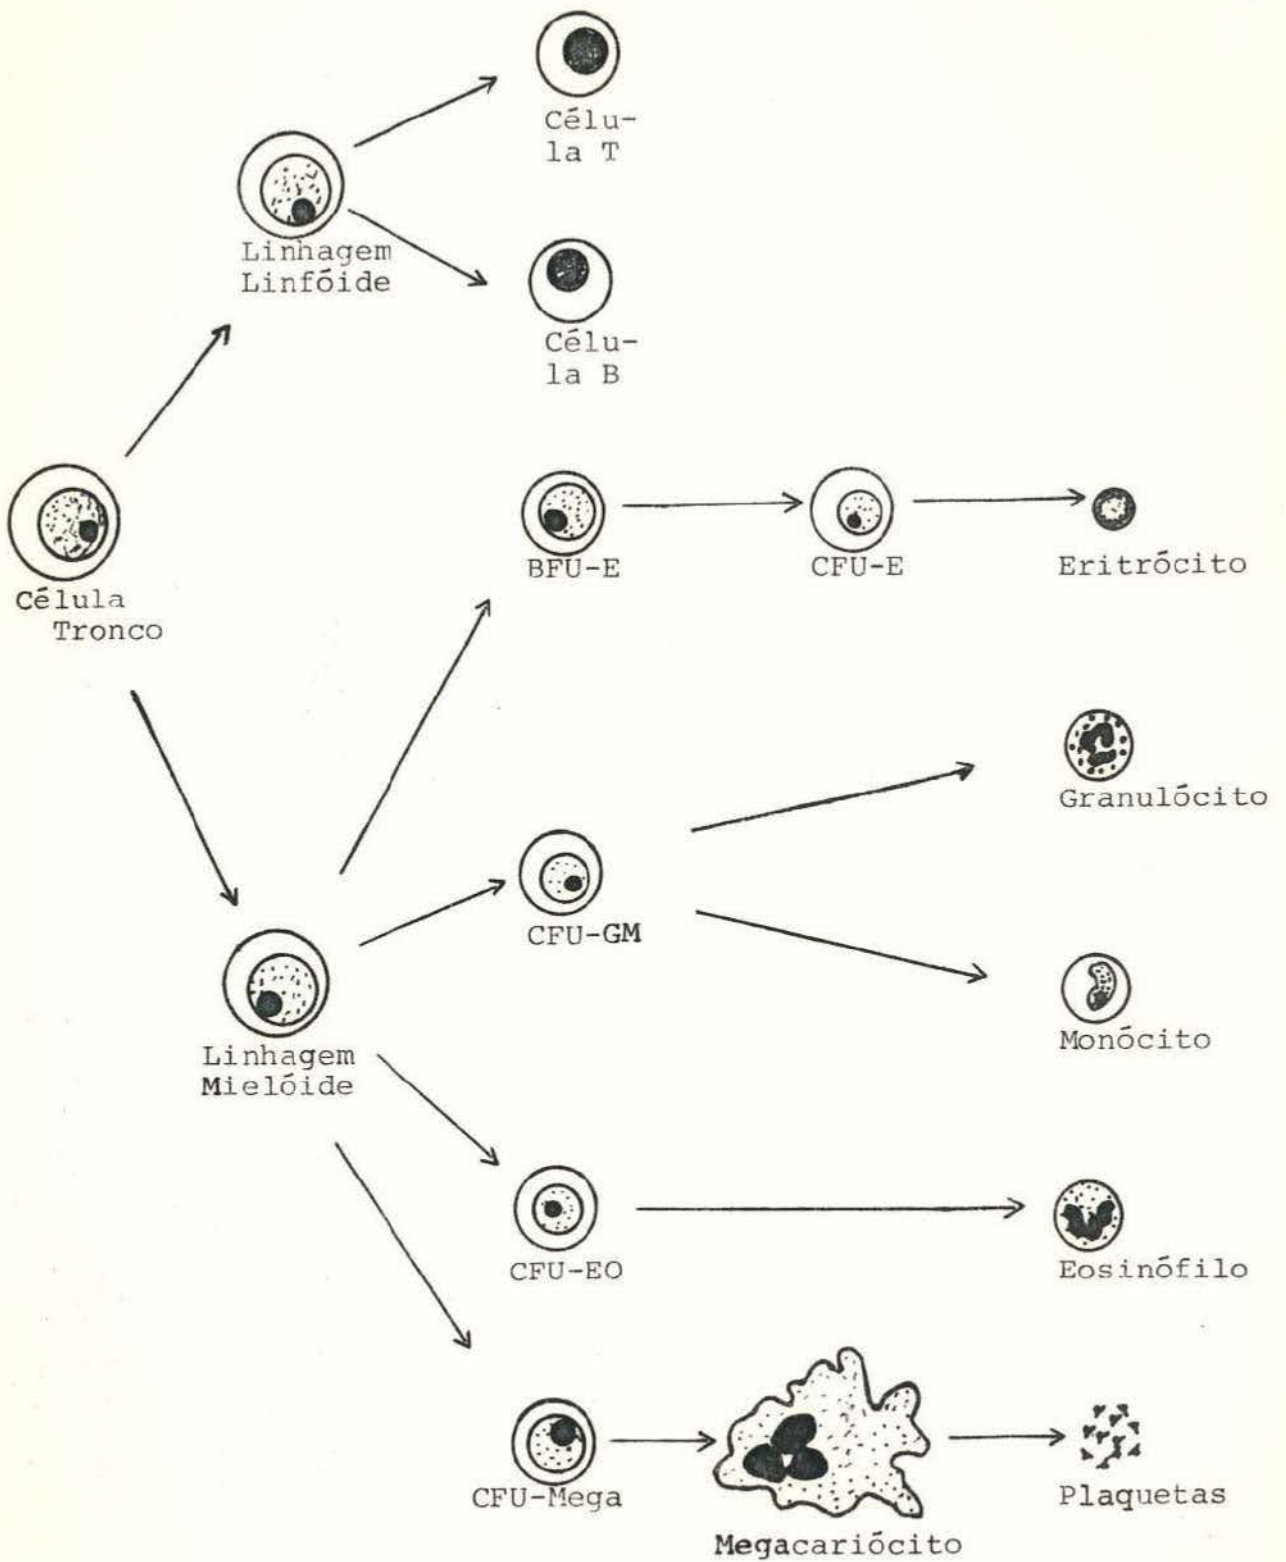 Célu-
la T
Linhagem
Linfóide
Célu-
la B
BFU-E
CFU-E
Eritrócito
Célula
Tronco
Granulócito
CFU-GM
Monócito
Linhagem
Mielóide
CFU-EO
Eosinófilo
CFU-Mega
Plaquetas
Megacariócito